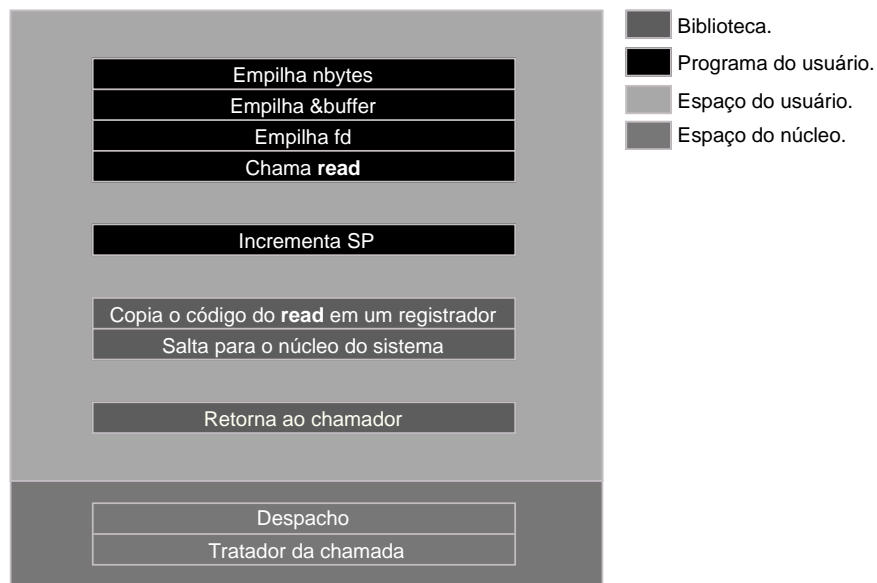 Empilha nbytes
Empilha &buffer
Empilha fd
Chama read
Incrementa SP
Copia o código do read em um registrador
Salta para o núcleo do sistema
Retorna ao chamador
Despacho
Tratador da chamada
Biblioteca.
Programa do usuário.
Espaço do usuário.
Espaço do núcleo.